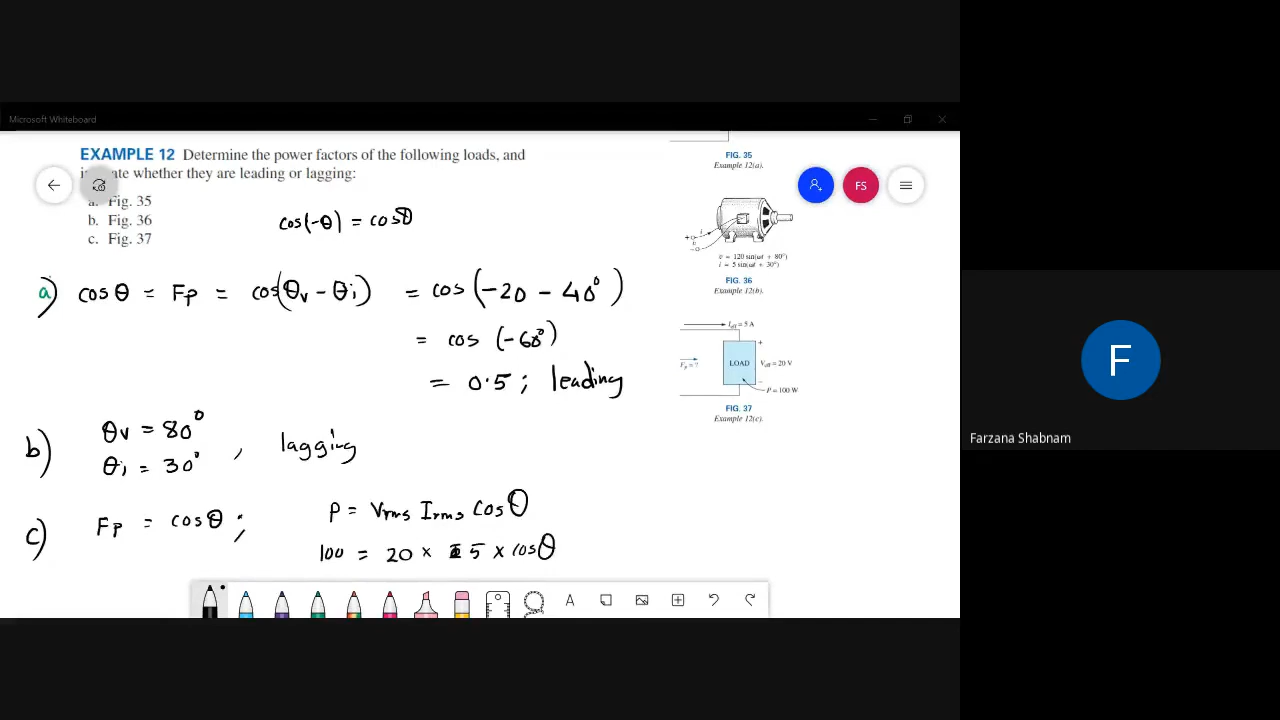 Microsoft Whiteboard
EXAMPLE 12 Determine the power factors of the following loads, and
ate whether they are leading or lagging:
a. Fig. 35
b. Fig. 36
c. Fig. 37
cos(-θ) = cosθ
a) cosθ = Fp = cos(θv - θi) = cos(-20 - 40°)
= cos (-60°)
= 0.5 ; leading
b) θv = 80°
θi = 30° , lagging
c) Fp = cosθ ; P = Vrms Irms Cosθ
100 = 20 × 5 × cosθ
FIG. 35
Example 12(a).
i
+
υ
−
υ = 120 sin(ωt + 80°)
i = 5 sin(ωt + 30°)
FIG. 36
Example 12(b).
Ieff = 5 A
+
Fp = ?
LOAD
Veff = 20 V
−
P = 100 W
FIG. 37
Example 12(c).
FS
A
F
Farzana Shabnam